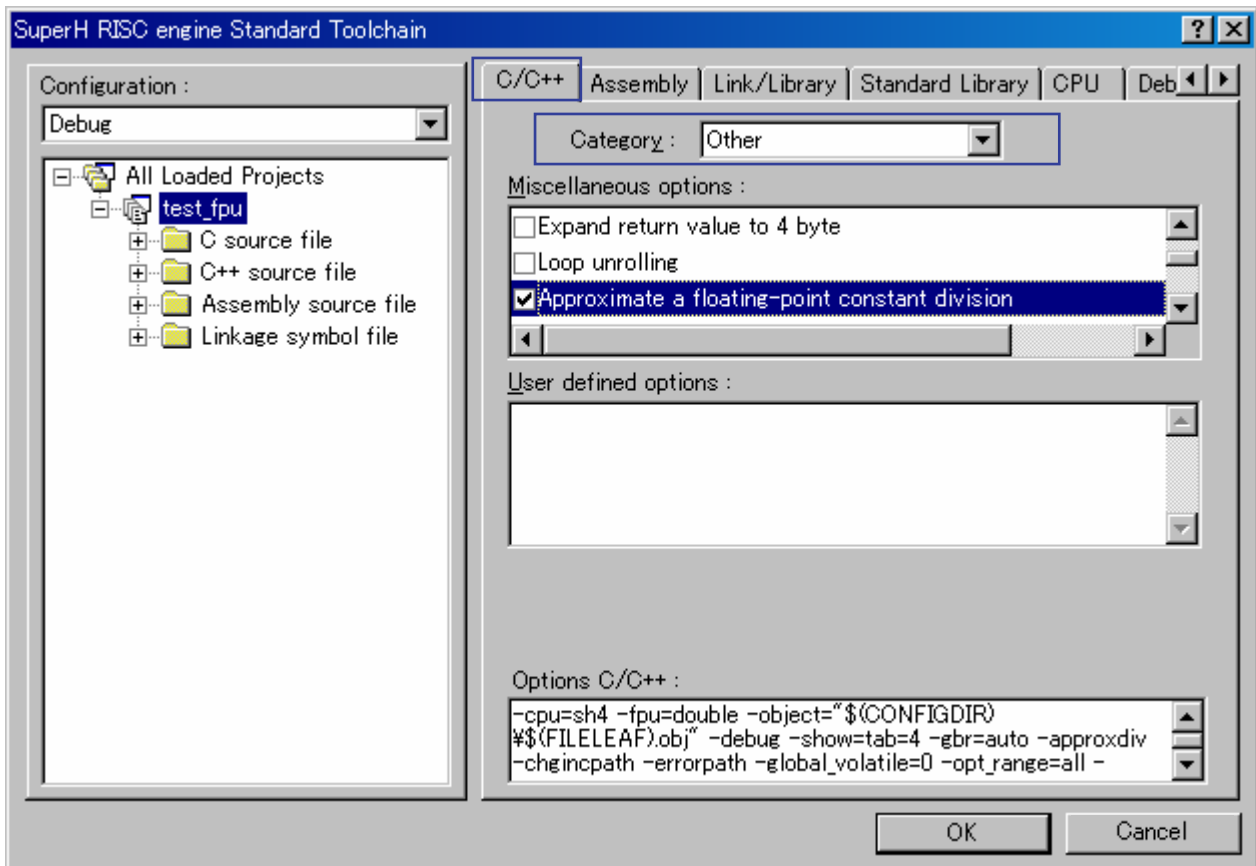 SuperH RISC engine Standard Toolchain
Configuration :
Debug
All Loaded Projects
test_fpu
C source file
C++ source file
Assembly source file
Linkage symbol file
C/C++ Assembly Link/Library Standard Library CPU Deb
Category : Other
Miscellaneous options :
Expand return value to 4 byte
Loop unrolling
Approximate a floating-point constant division
User defined options :
Options C/C++ :
-cpu=sh4 -fpu=double -object="$(CONFIGDIR)
¥$(FILELEAF).obj" -debug -show=tab=4 -gbr=auto -approxdiv
-chgincpath -errorpath -global_volatile=0 -opt_range=all -
OK Cancel